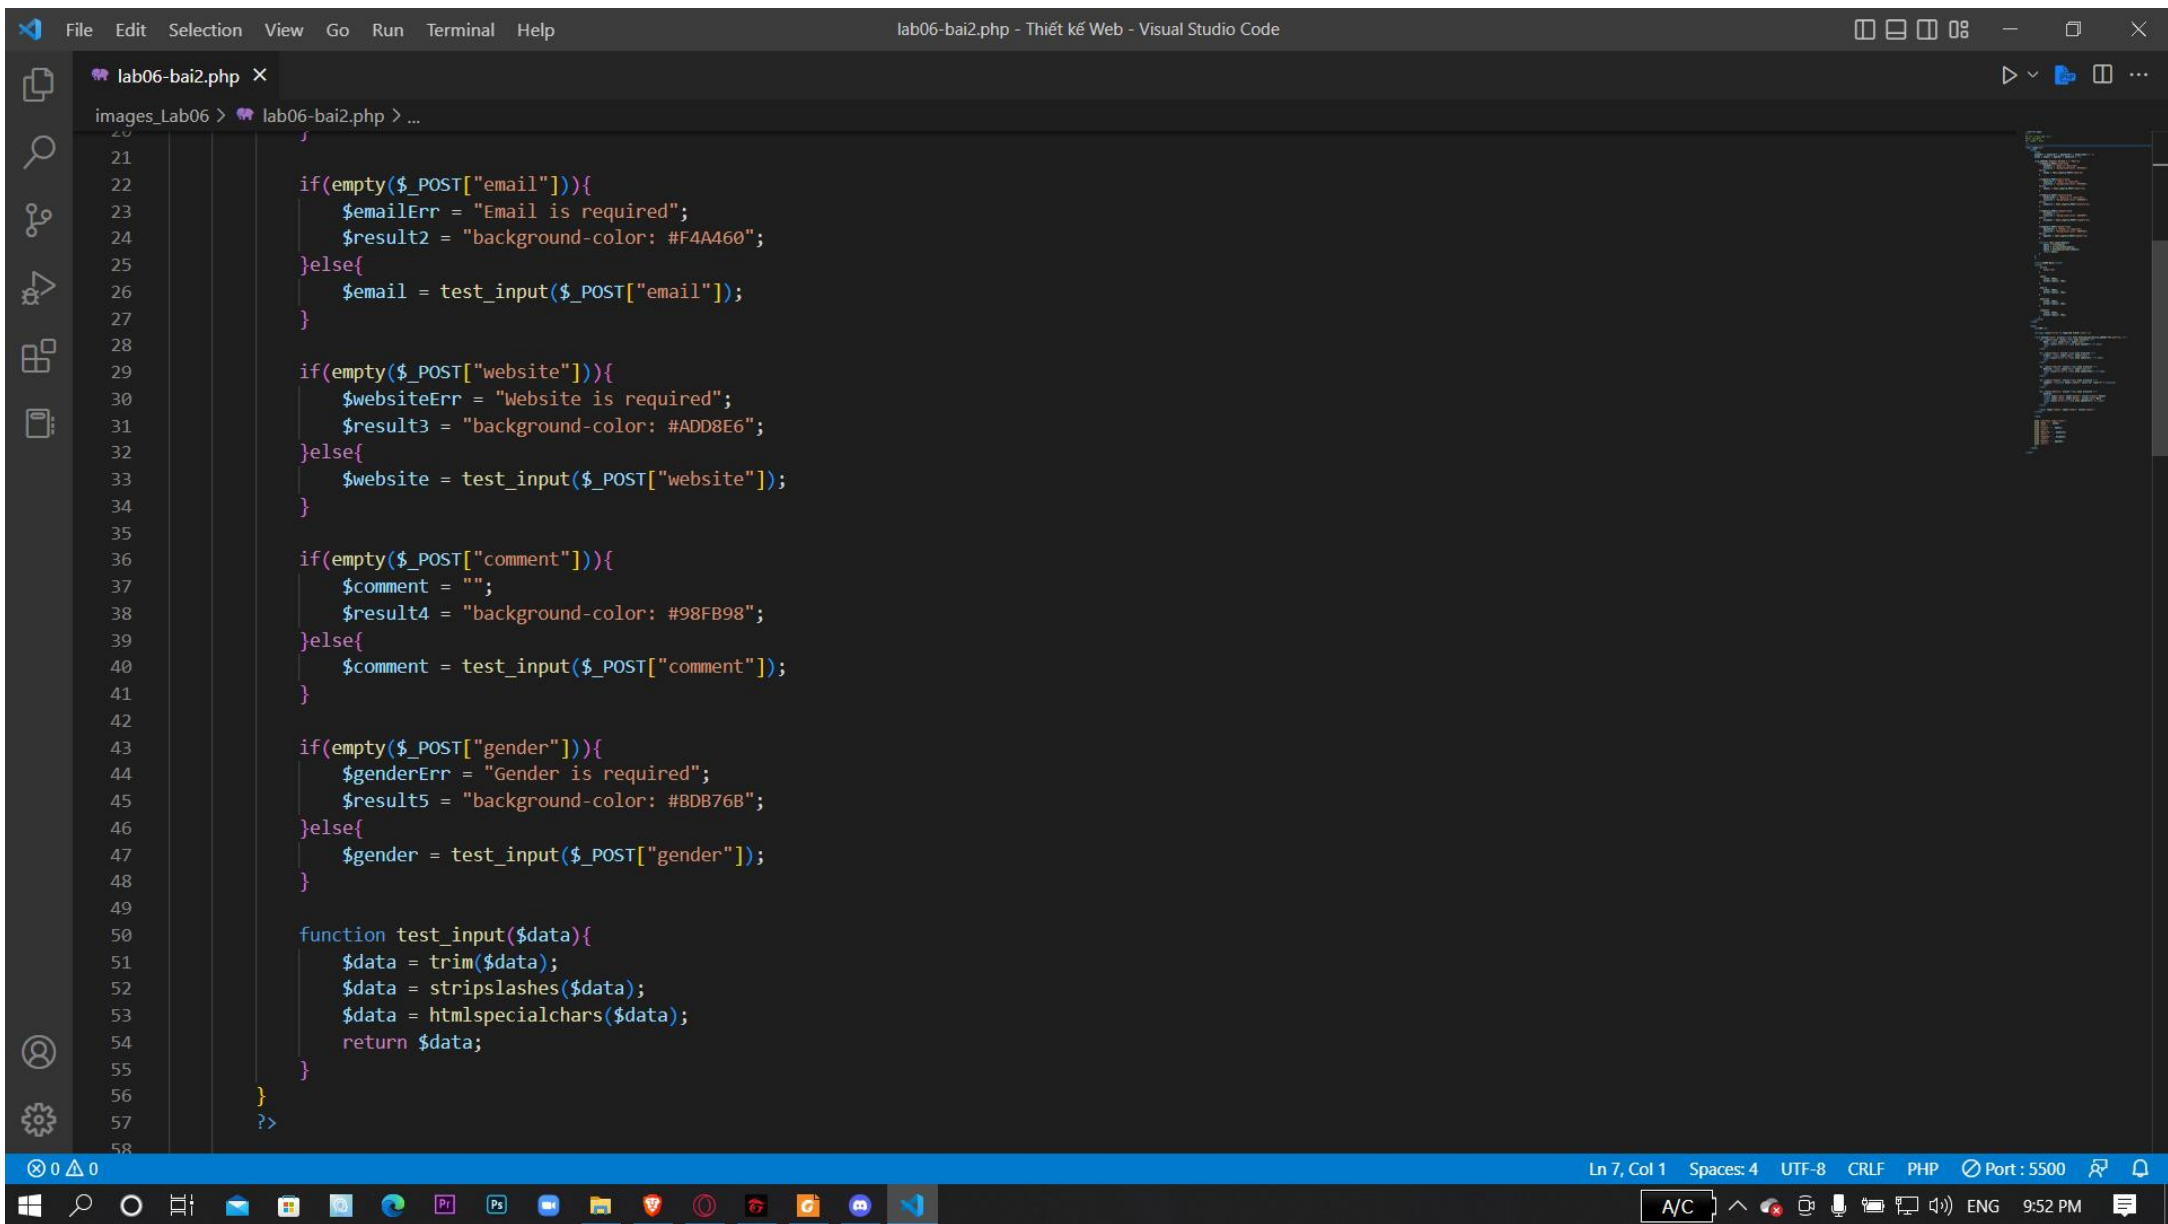 File Edit Selection View Go Run Terminal Help
lab06-bai2.php - Thiết kế Web - Visual Studio Code
lab06-bai2.php
images_Lab06 > lab06-bai2.php > ...
20 }
21
22 if(empty($_POST["email"])){
23 $emailErr = "Email is required";
24 $result2 = "background-color: #F4A460";
25 }else{
26 $email = test_input($_POST["email"]);
27 }
28
29 if(empty($_POST["website"])){
30 $websiteErr = "Website is required";
31 $result3 = "background-color: #ADD8E6";
32 }else{
33 $website = test_input($_POST["website"]);
34 }
35
36 if(empty($_POST["comment"])){
37 $comment = "";
38 $result4 = "background-color: #98FB98";
39 }else{
40 $comment = test_input($_POST["comment"]);
41 }
42
43 if(empty($_POST["gender"])){
44 $genderErr = "Gender is required";
45 $result5 = "background-color: #BDB76B";
46 }else{
47 $gender = test_input($_POST["gender"]);
48 }
49
50 function test_input($data){
51 $data = trim($data);
52 $data = stripslashes($data);
53 $data = htmlspecialchars($data);
54 return $data;
55 }
56 }
57 ?>
58
0 0
Ln 7, Col 1 Spaces: 4 UTF-8 CRLF PHP Port : 5500
Pr Ps
A/C ENG 9:52 PM